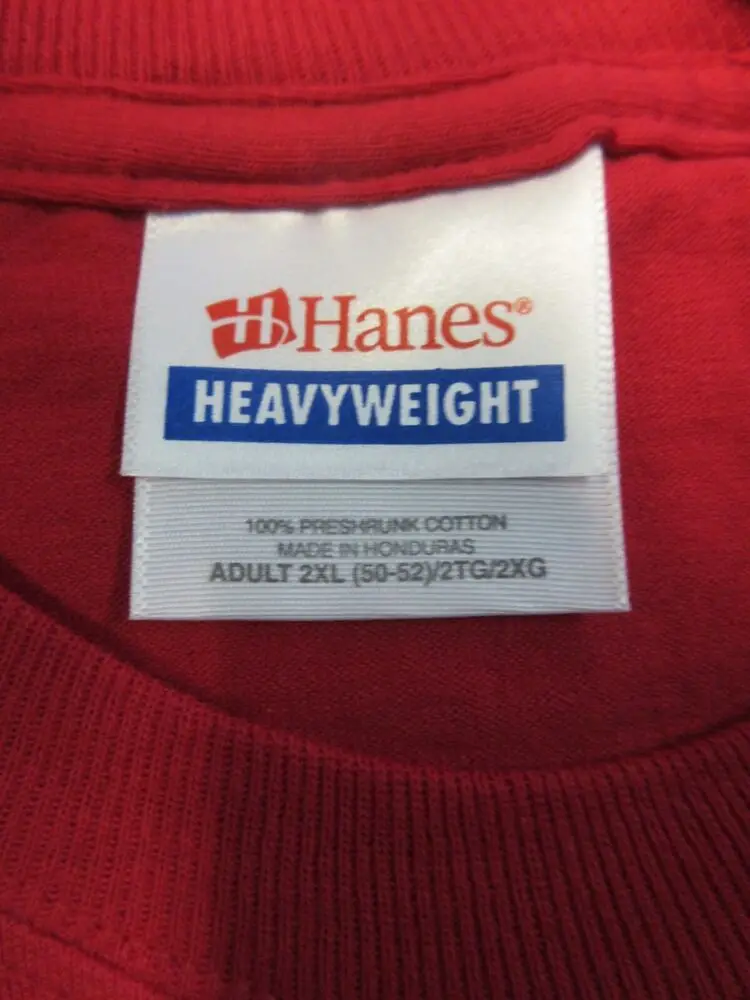 Hanes®
HEAVYWEIGHT
100% PRESHRUNK COTTON
MADE IN HONDURAS
ADULT 2XL (50-52)/2TG/2XG